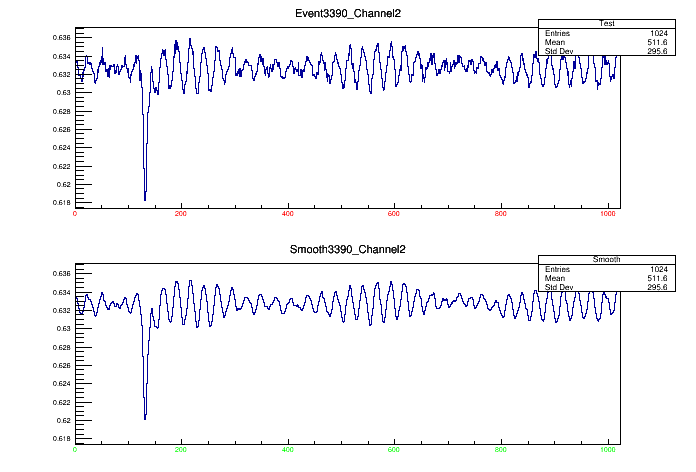 Event3390_Channel2
Test
Entries 1024
Mean 511.6
Std Dev 295.6
0.636
0.634
0.632
0.63
0.628
0.626
0.624
0.622
0.62
0.618
0 200 400 600 800 1000
Smooth3390_Channel2
Smooth
Entries 1024
Mean 511.6
Std Dev 295.6
0.636
0.634
0.632
0.63
0.628
0.626
0.624
0.622
0.62
0.618
0 200 400 600 800 1000